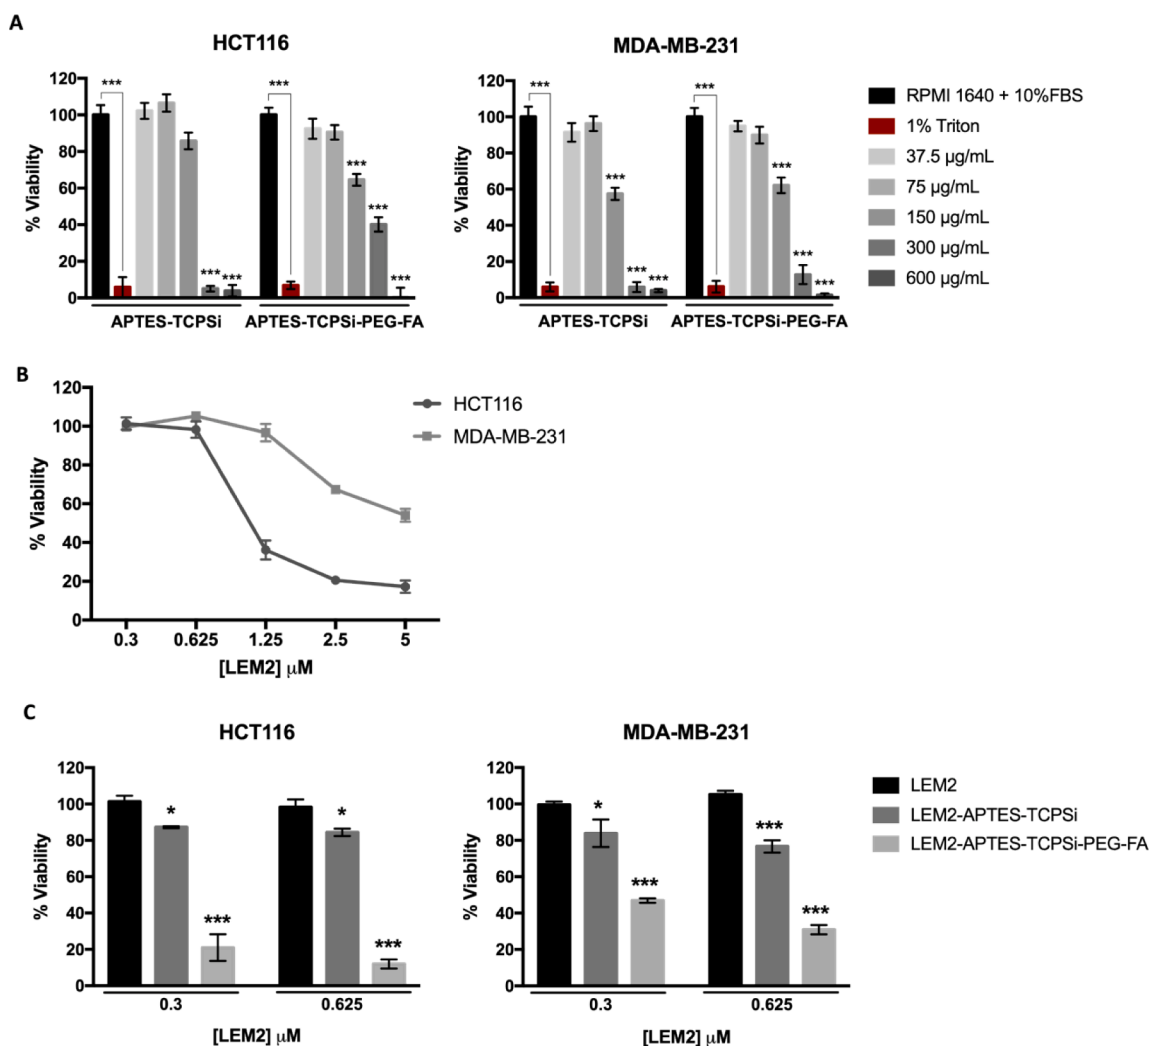 A
HCT116
MDA-MB-231
120
100
80
60
40
20
0
% Viability
***
***
***
***
***
***
***
APTES-TCPSi
APTES-TCPSi-PEG-FA
120
100
80
60
40
20
0
% Viability
***
***
***
***
***
***
***
***
APTES-TCPSi
APTES-TCPSi-PEG-FA
RPMI 1640 + 10%FBS
1% Triton
37.5 µg/mL
75 µg/mL
150 µg/mL
300 µg/mL
600 µg/mL
B
120
100
80
60
40
20
0
% Viability
0.3 0.625 1.25 2.5 5
[LEM2] µM
HCT116
MDA-MB-231
C
HCT116
MDA-MB-231
120
100
80
60
40
20
0
% Viability
*
***
*
***
0.3 0.625
[LEM2] µM
120
100
80
60
40
20
0
% Viability
*
***
***
***
0.3 0.625
[LEM2] µM
LEM2
LEM2-APTES-TCPSi
LEM2-APTES-TCPSi-PEG-FA